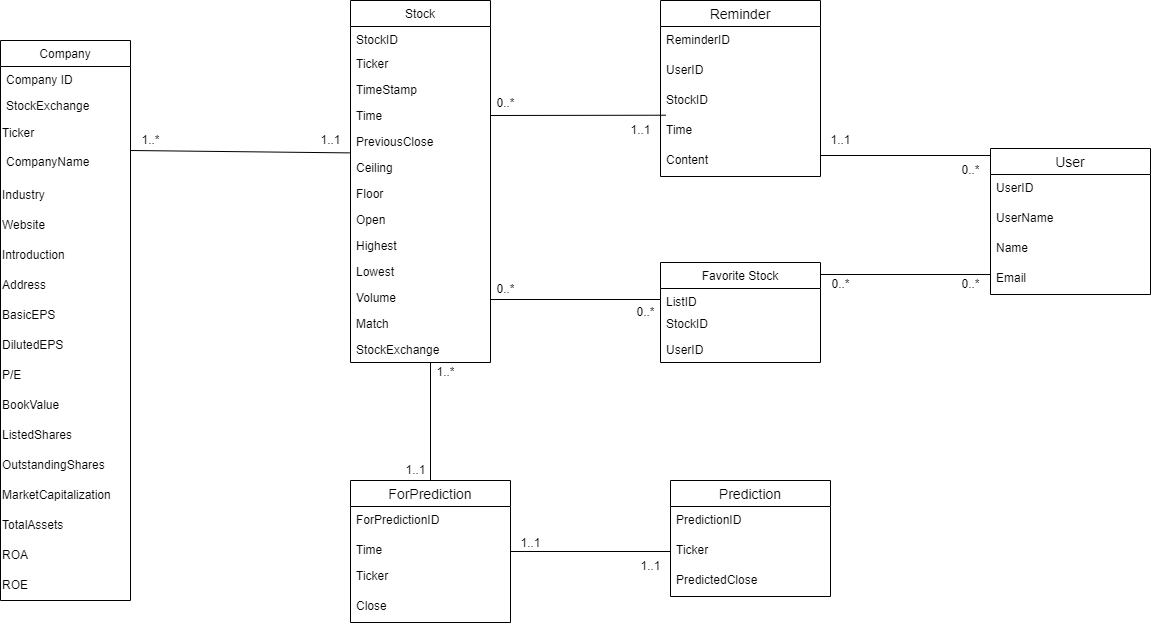 Company
Company ID
StockExchange
Ticker
CompanyName
Industry
Website
Introduction
Address
BasicEPS
DilutedEPS
P/E
BookValue
ListedShares
OutstandingShares
MarketCapitalization
TotalAssets
ROA
ROE
1..*
1..1
Stock
StockID
Ticker
TimeStamp
Time
PreviousClose
Ceiling
Floor
Open
Highest
Lowest
Volume
Match
StockExchange
0..*
1..1
Reminder
ReminderID
UserID
StockID
Time
Content
1..1
0..*
User
UserID
UserName
Name
Email
0..*
0..*
Favorite Stock
ListID
StockID
UserID
0..*
0..*
1..*
1..1
ForPrediction
ForPredictionID
Time
Ticker
Close
1..1
1..1
Prediction
PredictionID
Ticker
PredictedClose